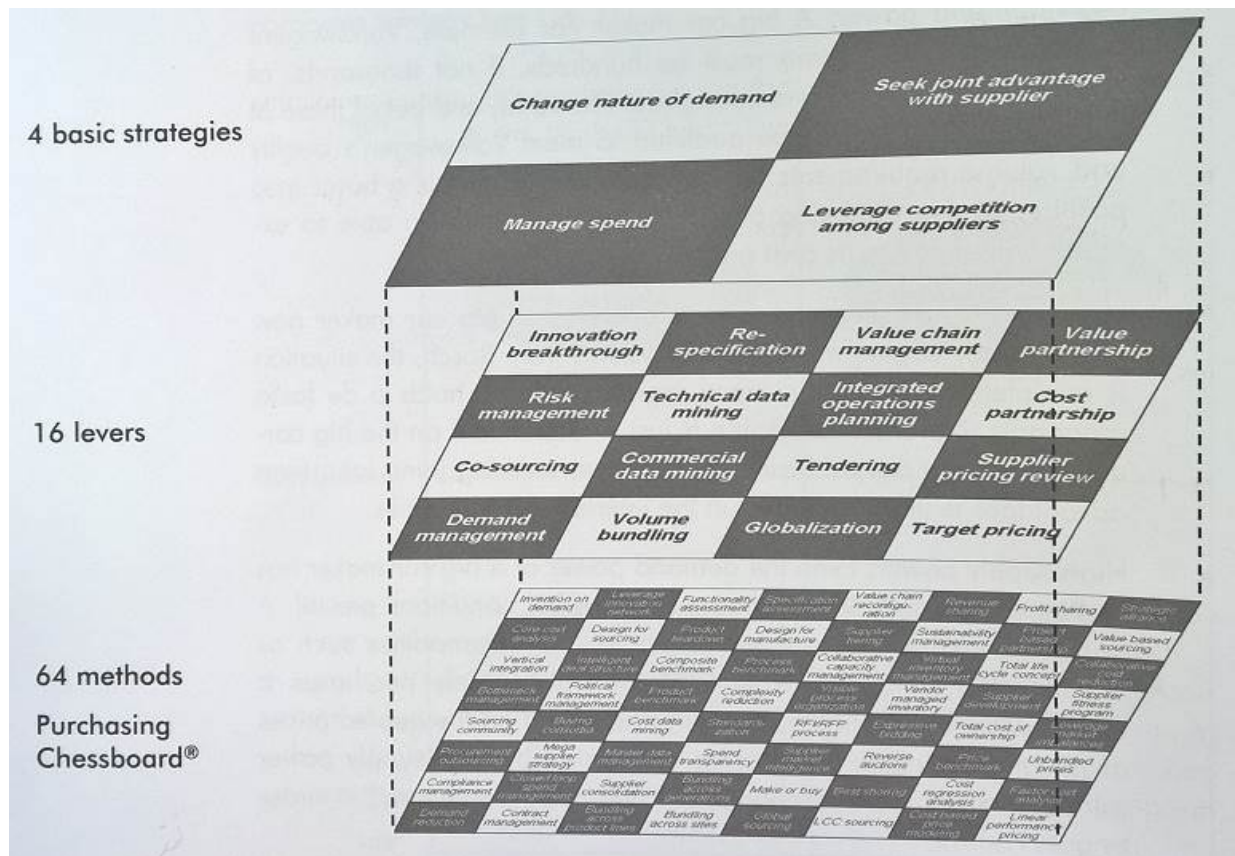 4 basic strategies
Change nature of demand
Seek joint advantage
with supplier
Manage spend
Leverage competition
among suppliers
16 levers
Innovation
breakthrough
Re-
specification
Value chain
management
Value
partnership
Risk
management
Technical data
mining
Integrated
operations
planning
Cost
partnership
Co-sourcing
Commercial
data mining
Tendering
Supplier
pricing review
Demand
management
Volume
bundling
Globalization
Target pricing
64 methods
Purchasing
Chessboard®
Invention on
demand
Leverage
innovation
network
Functionality
assessment
Specification
assessment
Value chain
reconfigu-
ration
Revenue
sharing
Profit sharing
Strategic
alliance
Core cost
analysis
Design for
sourcing
Product
teardown
Design for
manufacture
Supplier
tiering
Sustainability
management
Project
based
partnership
Value based
sourcing
Vertical
integration
Intelligent
deal structure
Composite
benchmark
Process
benchmark
Collaborative
capacity
management
Virtual
inventory
management
Total life
cycle concept
Collaborative
cost
reduction
Bottleneck
management
Political
framework
management
Product
benchmark
Complexity
reduction
Visible
process
organization
Vendor
managed
inventory
Supplier
development
Supplier
fitness
program
Sourcing
community
Buying
consortia
Cost data
mining
Standardi-
zation
RFI/RFP
process
Expressive
bidding
Total cost of
ownership
Leverage
market
imbalances
Procurement
outsourcing
Mega
supplier
strategy
Master data
management
Spend
transparency
Supplier
market
intelligence
Reverse
auctions
Price
benchmark
Unbundled
prices
Compliance
management
Closed loop
spend
management
Supplier
consolidation
Bundling
across
generations
Make or buy
Best shoring
Cost
regression
analysis
Factor cost
analysis
Demand
reduction
Contract
management
Bundling
across
product lines
Bundling
across sites
Global
sourcing
LCC sourcing
Cost based
price
modeling
Linear
performance
pricing